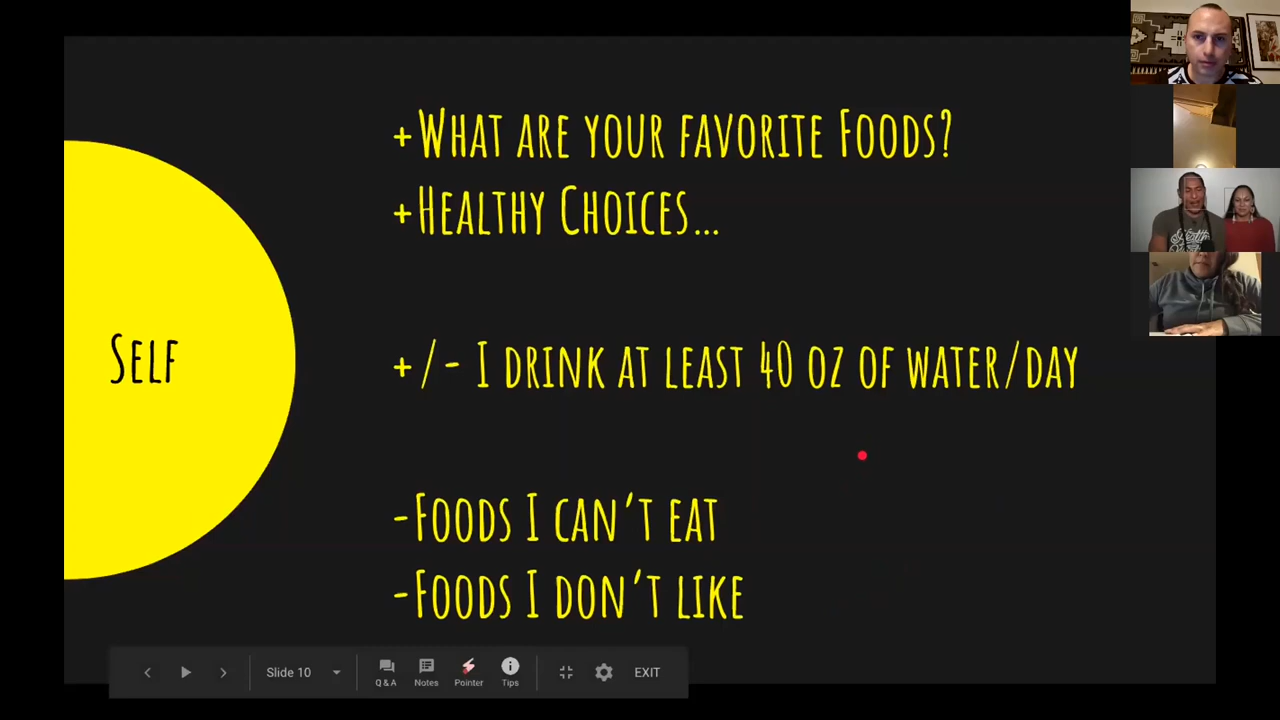 +What are your favorite Foods?
+Healthy Choices…
Self
+/- I drink at least 40 oz of water/day
-Foods I can't eat
-Foods I don't like
Slide 10
Q & A
Notes
Pointer
Tips
EXIT